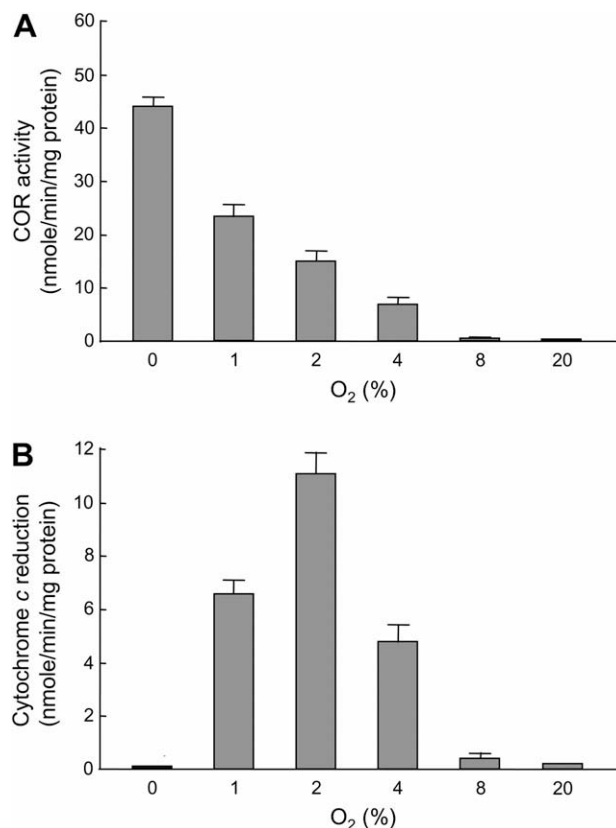 A
60
50
40
30
20
10
0
COR activity
(nmole/min/mg protein)
0 1 2 4 8 20
O₂ (%)
B
12
10
8
6
4
2
0
Cytochrome c reduction
(nmole/min/mg protein)
0 1 2 4 8 20
O₂ (%)